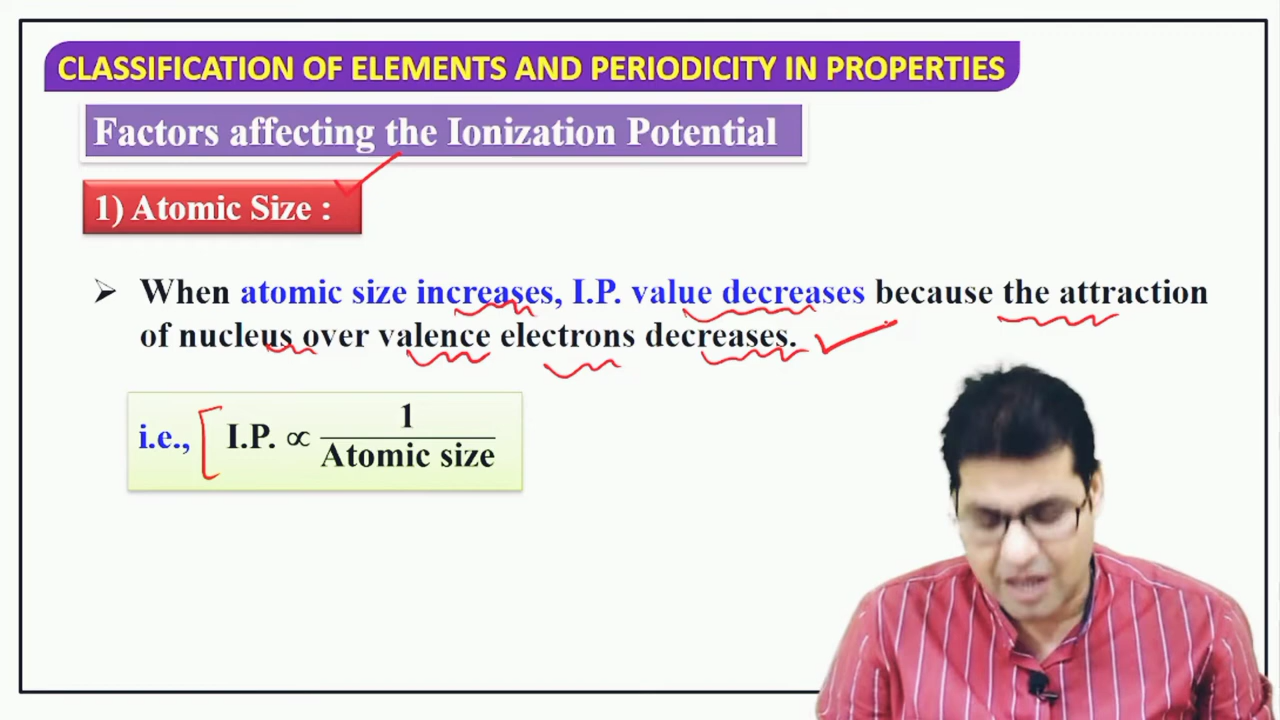 CLASSIFICATION OF ELEMENTS AND PERIODICITY IN PROPERTIES
Factors affecting the Ionization Potential
1) Atomic Size :
➢ When atomic size increases, I.P. value decreases because the attraction
of nucleus over valence electrons decreases.
i.e., [ I.P. ∝ 1 / Atomic size